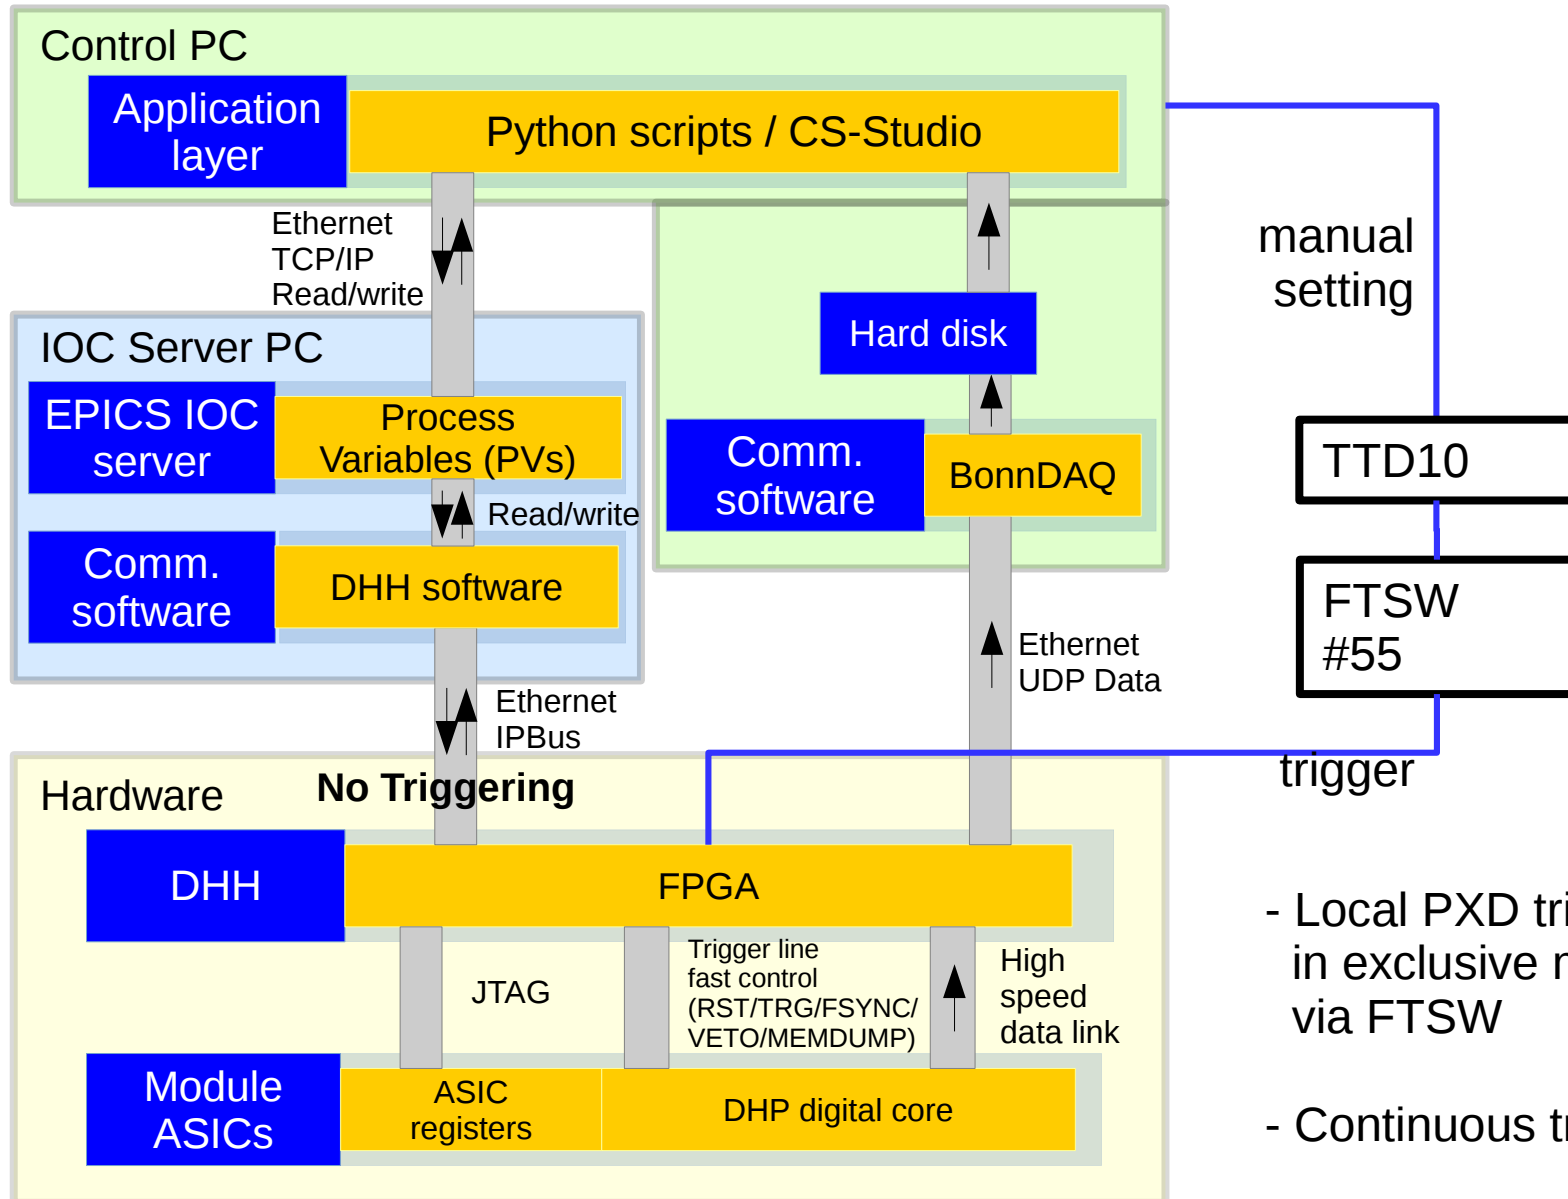 Control PC
Application
layer
Python scripts / CS-Studio
Ethernet
TCP/IP
Read/write
manual
setting
IOC Server PC
Hard disk
EPICS IOC
server
Process
Variables (PVs)
Comm.
software
BonnDAQ
TTD10
Read/write
Comm.
software
DHH software
FTSW
#55
Ethernet
UDP Data
Ethernet
IPBus
trigger
Hardware
No Triggering
DHH
FPGA
- Local PXD
in exclusive
via FTSW
JTAG
Trigger line
fast control
(RST/TRG/FSYNC/
VETO/MEMDUMP)
High
speed
data link
Module
ASICs
ASIC
registers
DHP digital core
- Continuous